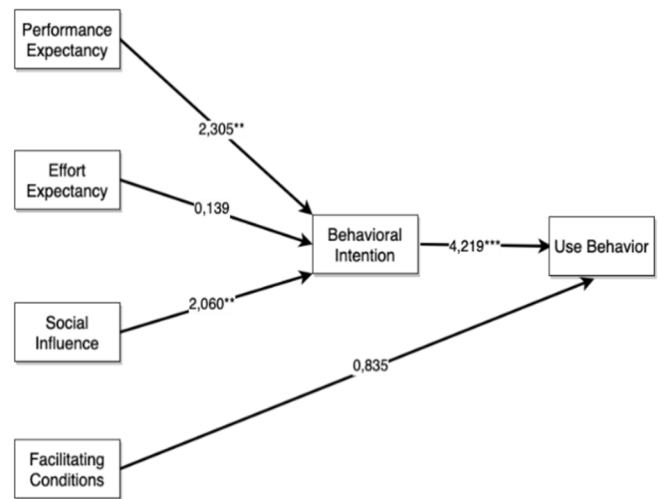 Performance
Expectancy
2,305**
Effort
Expectancy
0,139
Behavioral
Intention
4,219***
Use Behavior
2,060**
Social
Influence
0,835
Facilitating
Conditions